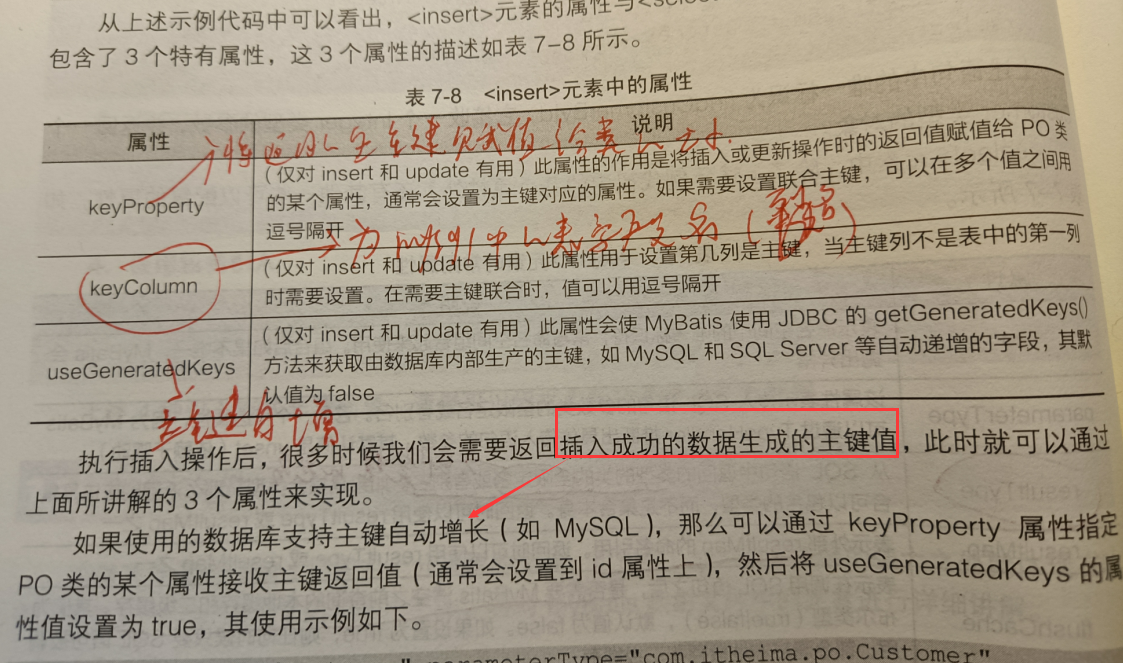 从上述示例代码中可以看出，<insert>元素的属性与<select
包含了 3 个特有属性，这 3 个属性的描述如表 7-8 所示。
表 7-8 <insert>元素中的属性
属性 说明
将返回 主键 赋值给类
keyProperty
（仅对 insert 和 update 有用）此属性的作用是将插入或更新操作时的返回值赋值给 PO 类
的某个属性，通常会设置为主键对应的属性。如果需要设置联合主键，可以在多个值之间用
逗号隔开
为 mysql 中 表字段名
keyColumn
（仅对 insert 和 update 有用）此属性用于设置第几列是主键，当主键列不是表中的第一列
时需要设置。在需要主键联合时，值可以用逗号隔开
useGeneratedKeys
（仅对 insert 和 update 有用）此属性会使 MyBatis 使用 JDBC 的 getGeneratedKeys()
方法来获取由数据库内部生产的主键，如 MySQL 和 SQL Server 等自动递增的字段，其默
认值为 false
主键自增
执行插入操作后，很多时候我们会需要返回插入成功的数据生成的主键值，此时就可以通过
上面所讲解的 3 个属性来实现。
如果使用的数据库支持主键自动增长（如 MySQL），那么可以通过 keyProperty 属性指定
PO 类的某个属性接收主键返回值（通常会设置到 id 属性上），然后将 useGeneratedKeys 的属
性值设置为 true，其使用示例如下。
" parameterType="com.itheima.po.Customer"